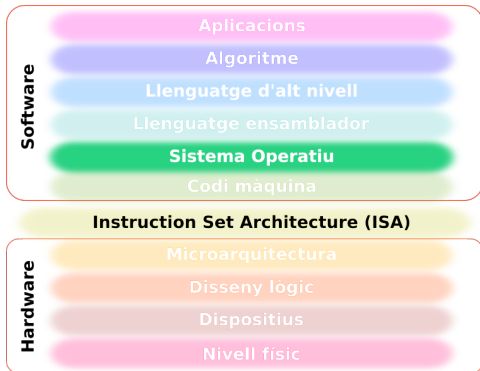 Software
Aplicacions
Algoritme
Llenguatge d'alt nivell
Llenguatge ensamblador
Sistema Operatiu
Codi màquina
Instruction Set Architecture (ISA)
Hardware
Microarquitectura
Disseny lògic
Dispositius
Nivell físic